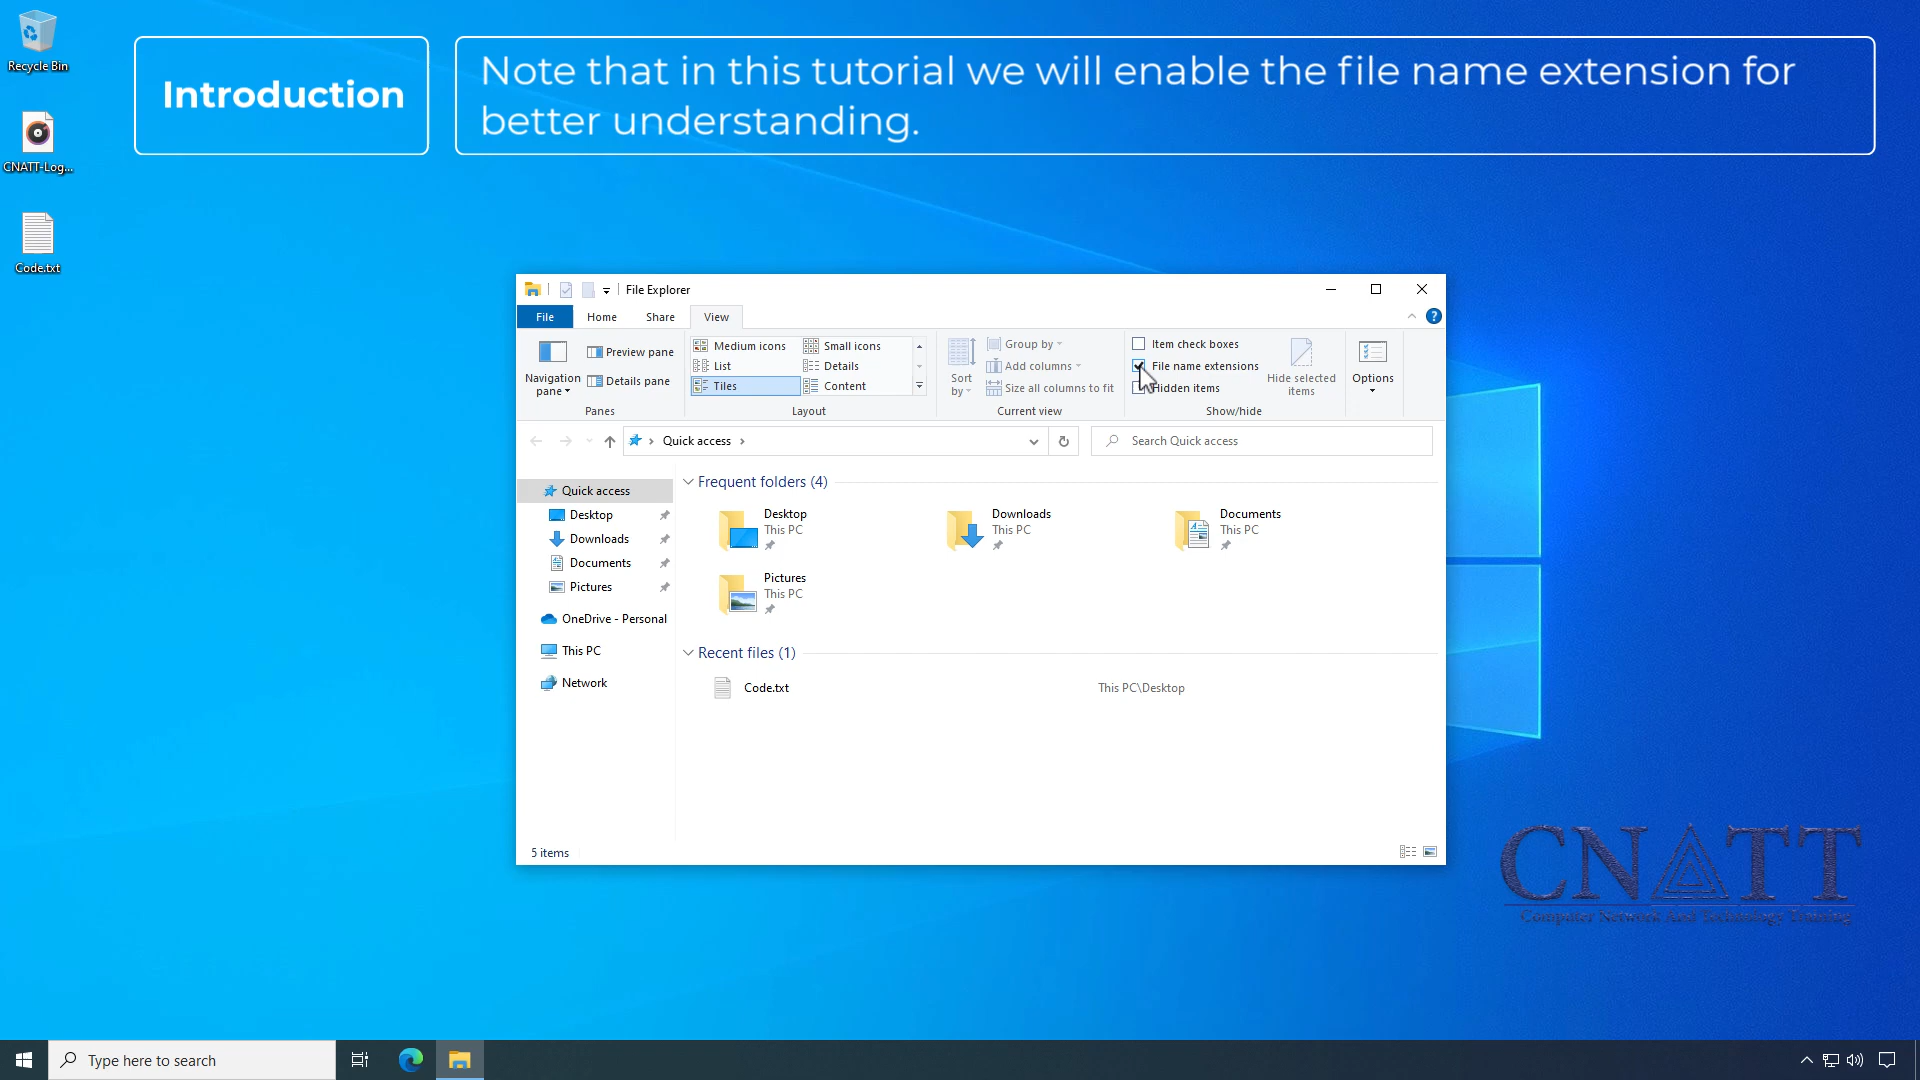 Recycle Bin
CNATT-Log...
Code.txt
Introduction
Note that in this tutorial we will enable the file name extension for
better understanding.
File Explorer
File Home Share View
Navigation
pane
Preview pane
Details pane
Panes
Medium icons Small icons
List Details
Tiles Content
Layout
Sort
by
Group by
Add columns
Size all columns to fit
Current view
Item check boxes
File name extensions
Hidden items
Hide selected
items
Show/hide
Options
Quick access
Search Quick access
Quick access
Desktop
Downloads
Documents
Pictures
OneDrive - Personal
This PC
Network
Frequent folders (4)
Desktop
This PC
Downloads
This PC
Documents
This PC
Pictures
This PC
Recent files (1)
Code.txt This PC\Desktop
5 items
CNATT
Computer Network And Technology Training
Type here to search